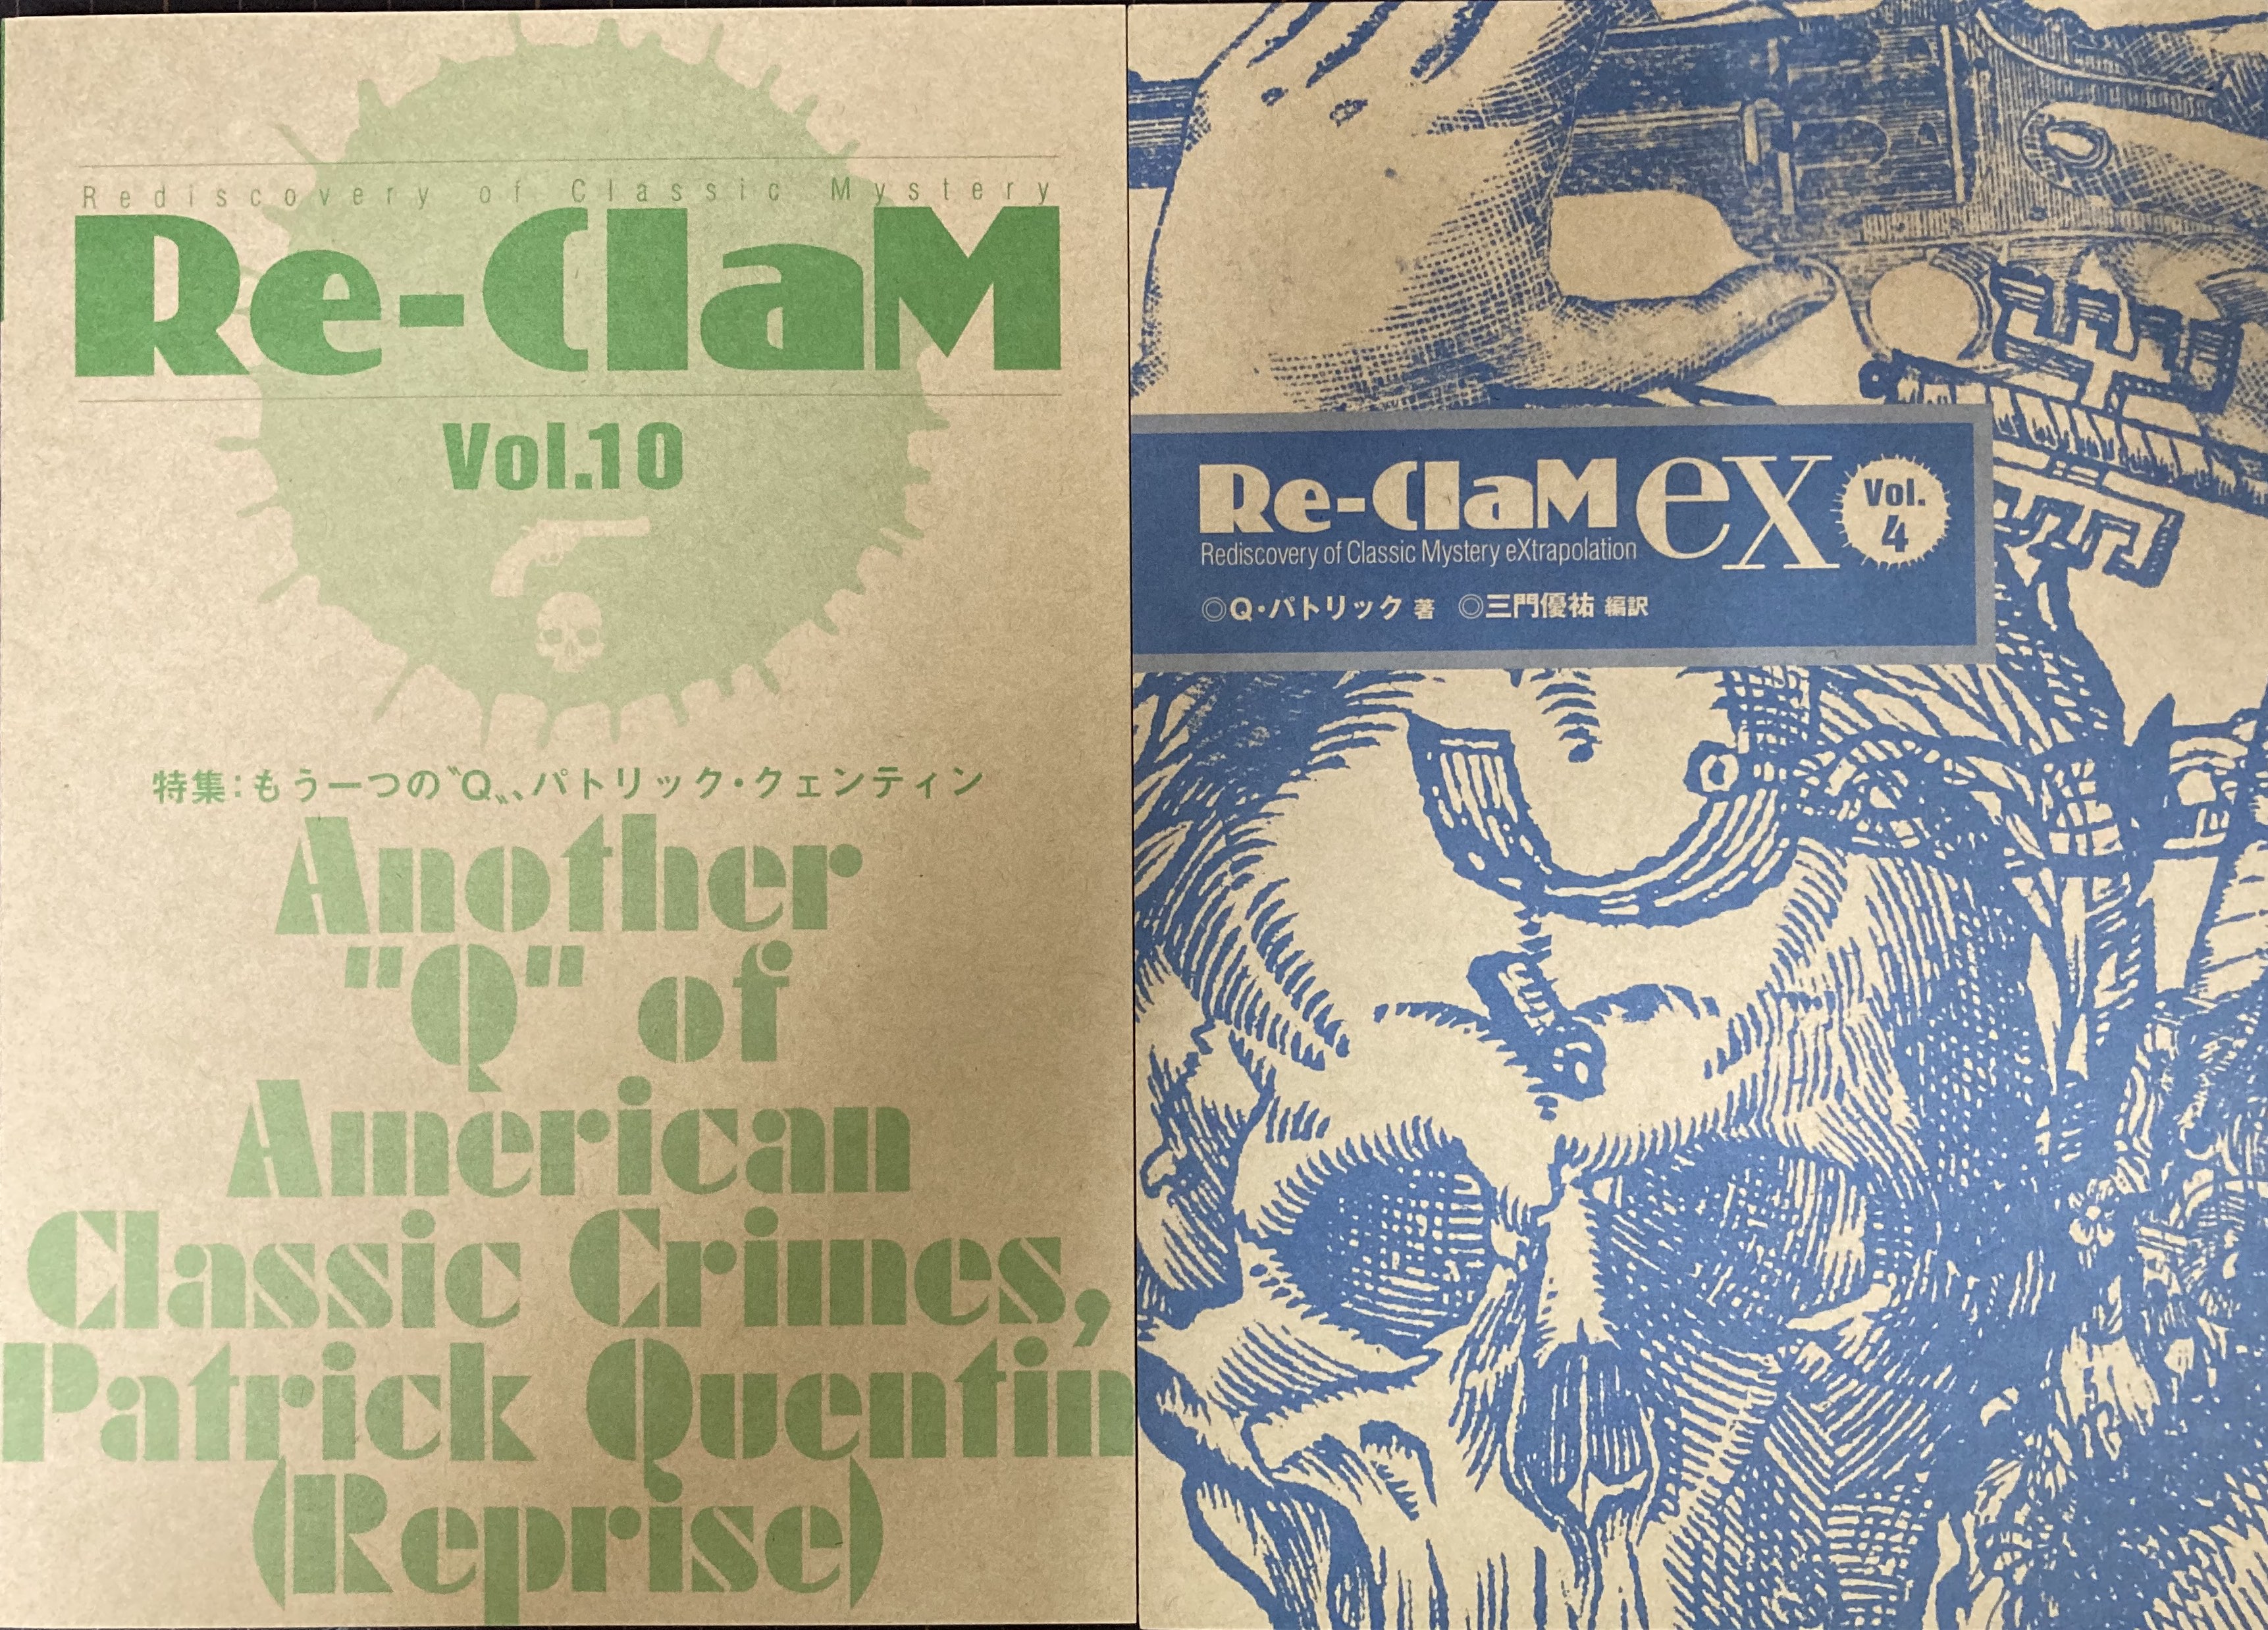 Rediscovery of Classic Mystery
Re-ClaM
Vol.10
特集:もう一つの〝Q〟、パトリック・クェンティン
Another
"Q" of
American
Classic Crimes,
Patrick Quentin
(Reprise)
Re-ClaM ex
Vol.
4
Rediscovery of Classic Mystery eXtrapolation
◎Q・パトリック 著 ◎三門優祐 編訳